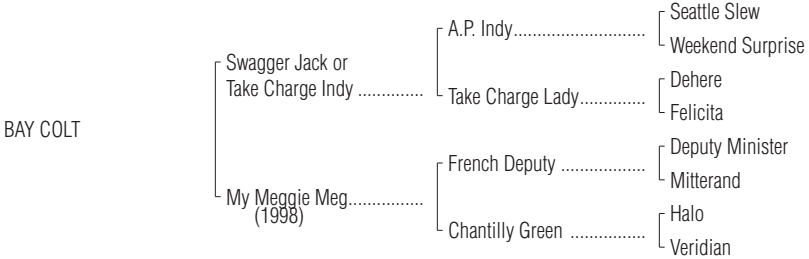 Seattle Slew
A.P. Indy...........................
Weekend Surprise
Swagger Jack or
Take Charge Indy ..............
Dehere
Take Charge Lady..............
Felicita
BAY COLT
Deputy Minister
French Deputy ..................
Mitterand
My Meggie Meg................
(1998)
Halo
Chantilly Green ................
Veridian